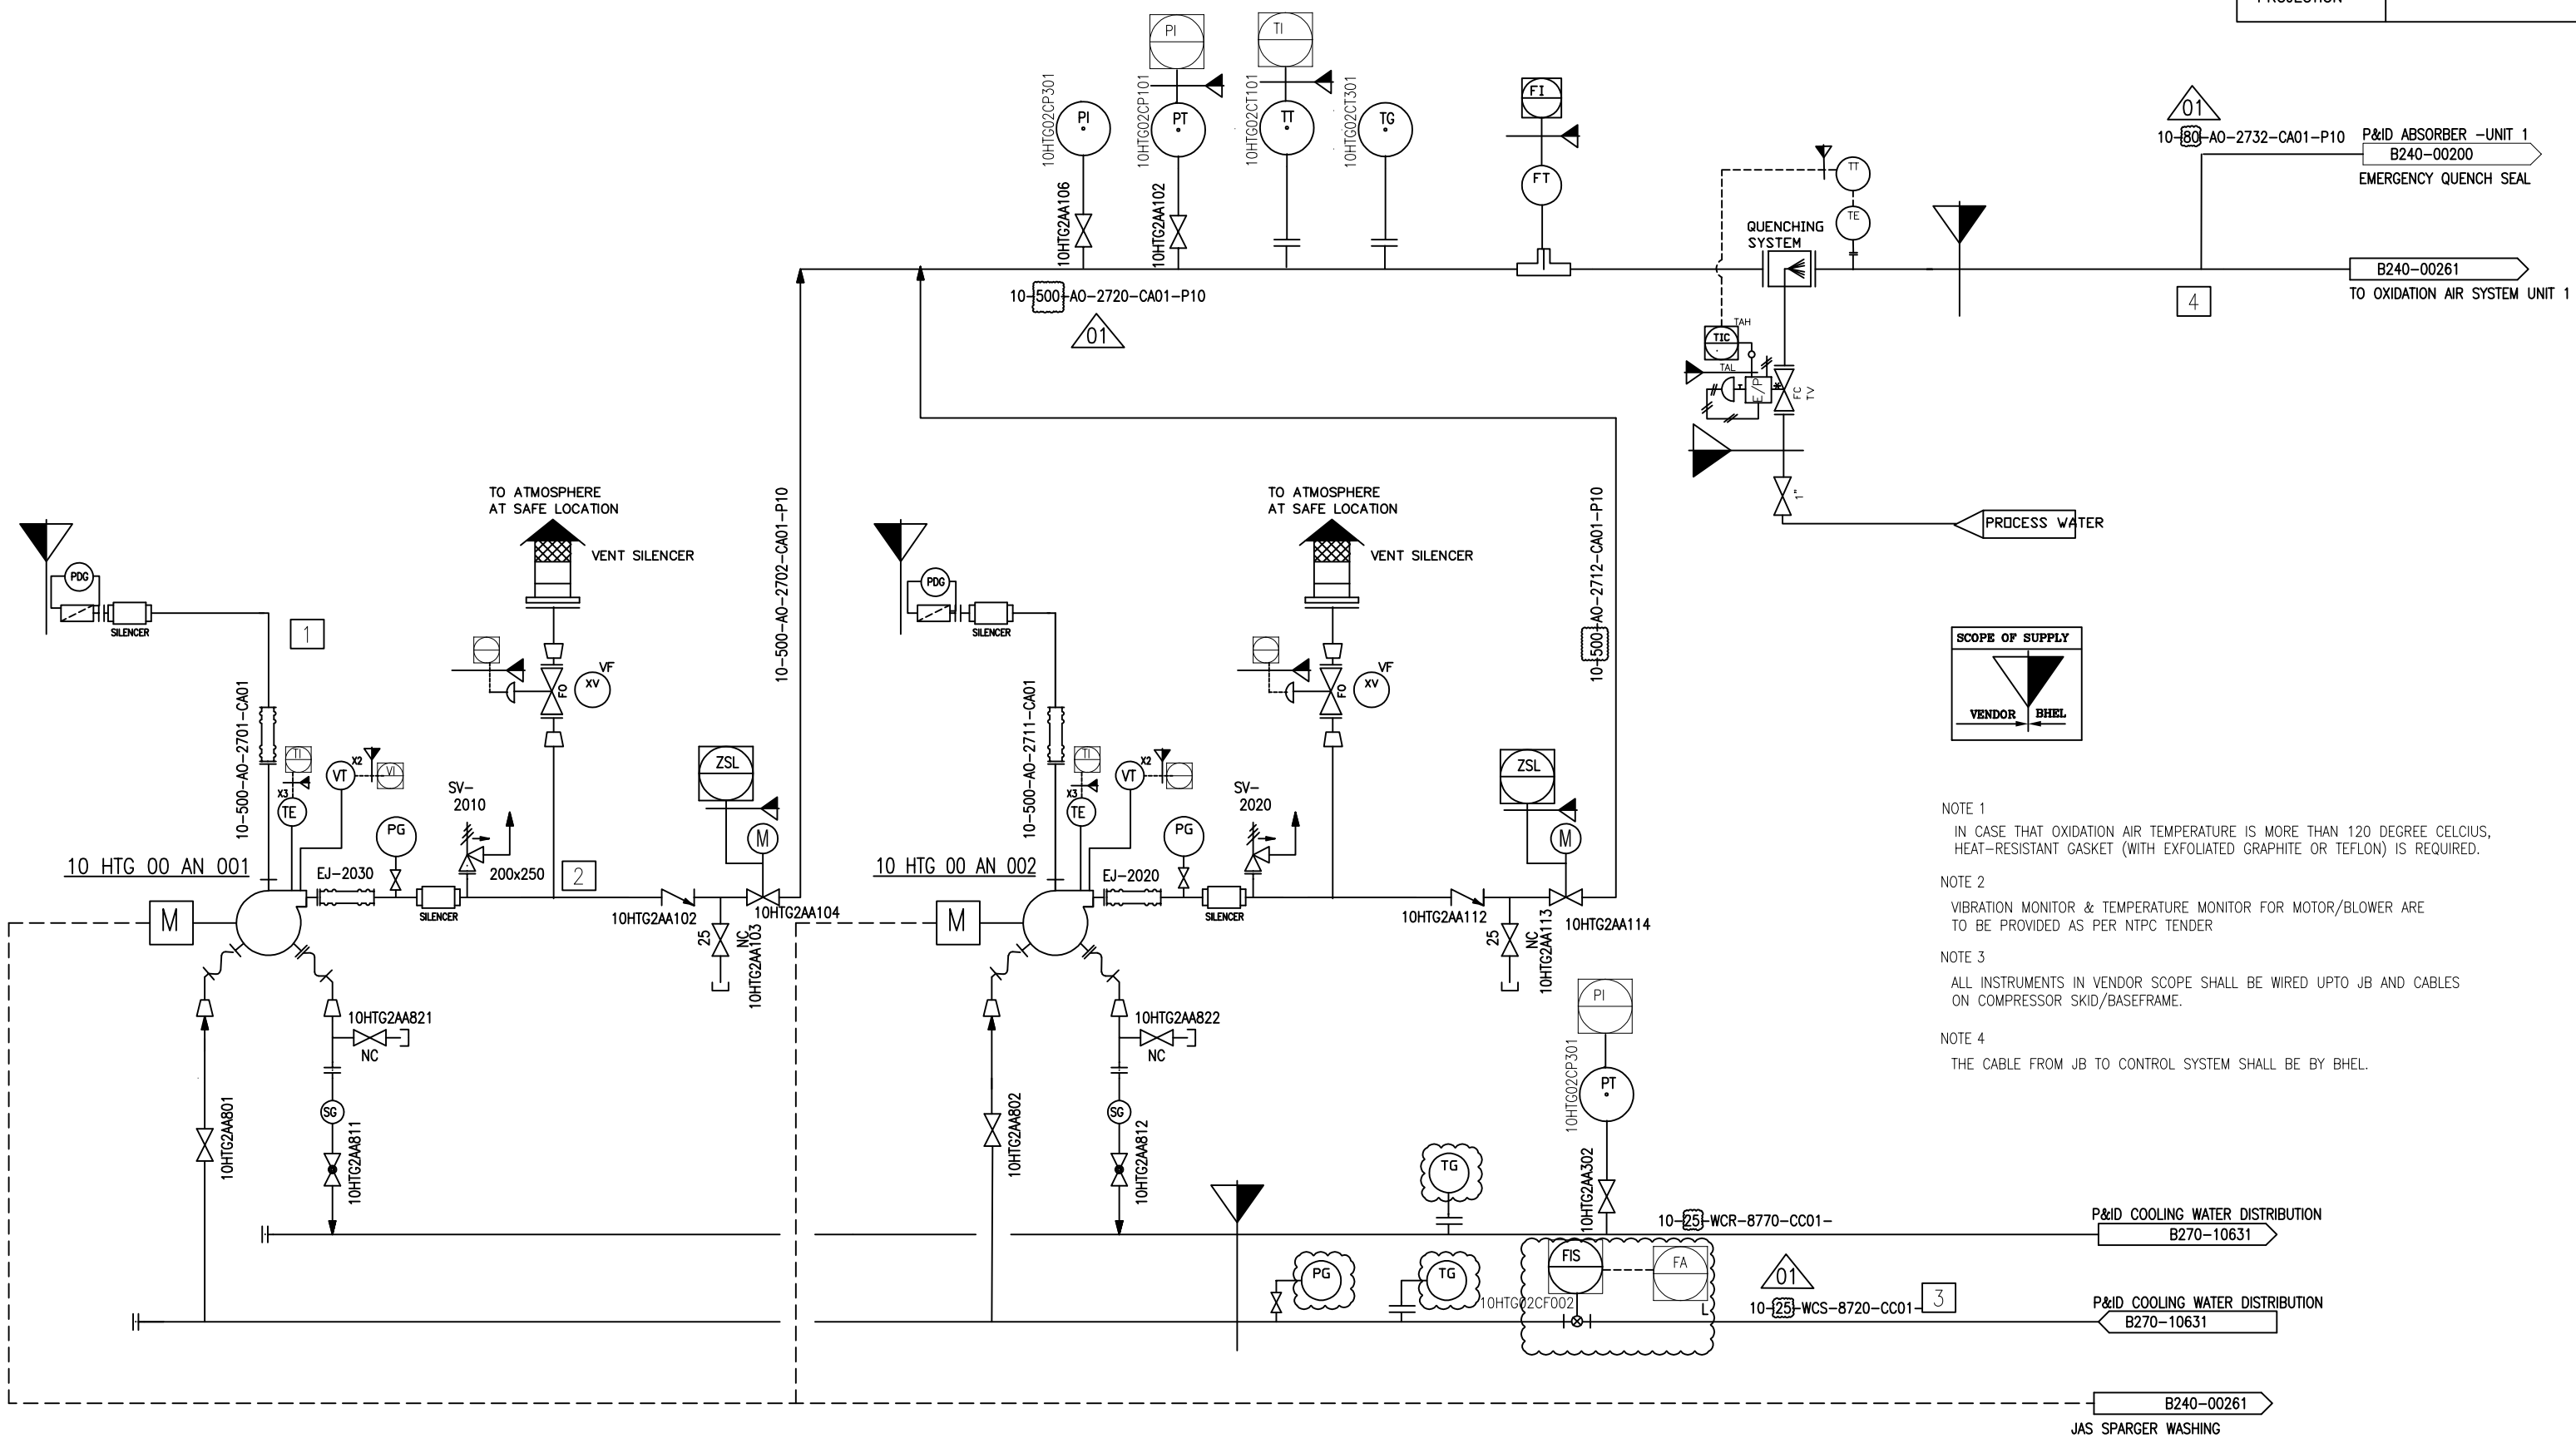 PI
TI
10HTG02CP301
10HTG02CP101
10HTG02CT101
10HTG02CT301
PI
PT
TT
TG
FI
FT
10HTG2AA106
10HTG2AA102
10-500-AO-2720-CA01-P10
01
01
10-80-AO-2732-CA01-P10
P&ID ABSORBER -UNIT 1
B240-00200
EMERGENCY QUENCH SEAL
TT
TE
QUENCHING
SYSTEM
B240-00261
TO OXIDATION AIR SYSTEM UNIT 1
4
TAH
TIC
TAL
E/P
FC
TV
1"
PROCESS WATER
TO ATMOSPHERE
AT SAFE LOCATION
VENT SILENCER
10-500-AO-2702-CA01-P10
TO ATMOSPHERE
AT SAFE LOCATION
VENT SILENCER
10-500-AO-2712-CA01-P10
PDG
SILENCER
1
PDG
SILENCER
VF
XV
FO
VF
XV
FO
SCOPE OF SUPPLY
VENDOR
BHEL
10-500-AO-2701-CA01
TI
X3
TE
VT
X2
VI
PG
SV-
2010
200x250
2
ZSL
M
10-500-AO-2711-CA01
TI
X3
TE
VT
X2
PG
SV-
2020
ZSL
M
10 HTG 00 AN 001
EJ-2030
SILENCER
M
10HTG2AA102
10HTG2AA104
25
NC
10HTG2AA103
10 HTG 00 AN 002
EJ-2020
SILENCER
M
10HTG2AA112
10HTG2AA114
25
NC
10HTG2AA113
NOTE 1
IN CASE THAT OXIDATION AIR TEMPERATURE IS MORE THAN 120 DEGREE CELCIUS,
HEAT-RESISTANT GASKET (WITH EXFOLIATED GRAPHITE OR TEFLON) IS REQUIRED.
NOTE 2
VIBRATION MONITOR & TEMPERATURE MONITOR FOR MOTOR/BLOWER ARE
TO BE PROVIDED AS PER NTPC TENDER
NOTE 3
ALL INSTRUMENTS IN VENDOR SCOPE SHALL BE WIRED UPTO JB AND CABLES
ON COMPRESSOR SKID/BASEFRAME.
NOTE 4
THE CABLE FROM JB TO CONTROL SYSTEM SHALL BE BY BHEL.
10HTG2AA821
NC
SG
10HTG2AA801
10HTG2AA811
10HTG2AA822
NC
SG
10HTG2AA802
10HTG2AA812
PI
10HTG02CP301
PT
10HTG2AA302
TG
10-25-WCR-8770-CC01-
P&ID COOLING WATER DISTRIBUTION
B270-10631
PG
TG
FIS
FA
L
10HTG02CF002
01
10-25-WCS-8720-CC01-
3
P&ID COOLING WATER DISTRIBUTION
B270-10631
B240-00261
JAS SPARGER WASHING